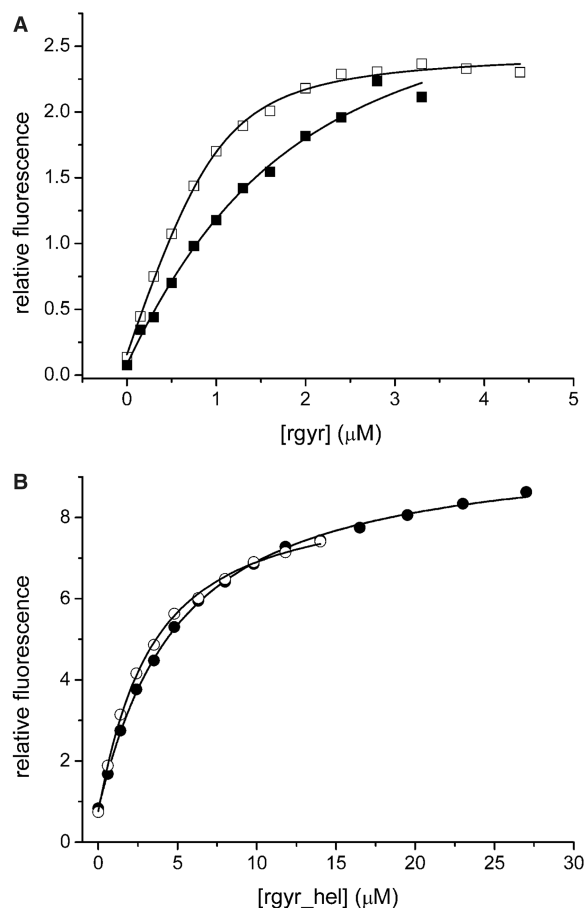 A
2.5
2.0
1.5
1.0
0.5
0.0
relative fluorescence
0 1 2 3 4 5
[rgyr] (μM)
B
8
6
4
2
0
relative fluorescence
0 5 10 15 20 25 30
[rgyr_hel] (μM)